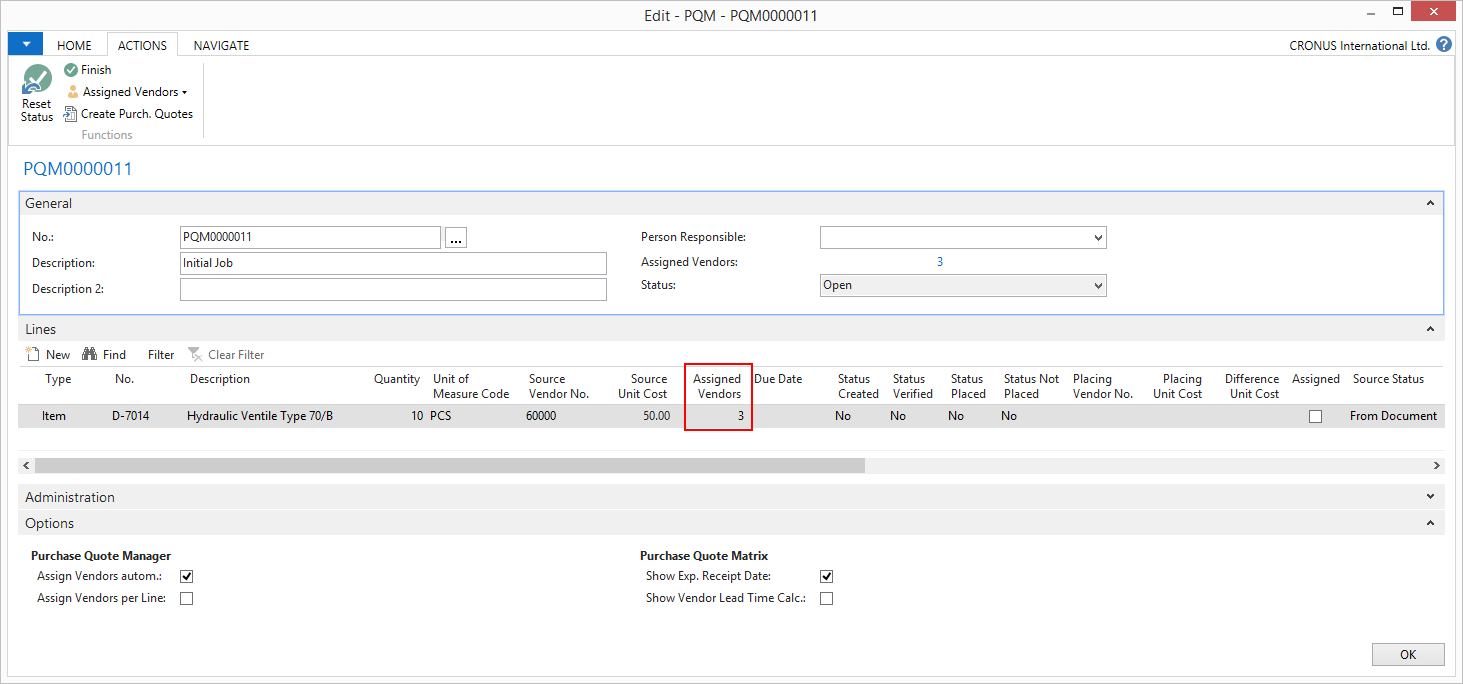 Edit - PQM - PQM0000011
HOME ACTIONS NAVIGATE CRONUS International Ltd. ?
Reset Status
Finish
Assigned Vendors
Create Purch. Quotes
Functions
PQM0000011
General
No.: PQM0000011 ... Person Responsible:
Description: Initial Job Assigned Vendors: 3
Description 2: Status: Open
Lines
New Find Filter Clear Filter
Type No. Description Quantity Unit of Measure Code Source Vendor No. Source Unit Cost Assigned Vendors Due Date Status Created Status Verified Status Placed Status Not Placed Placing Vendor No. Placing Unit Cost Difference Unit Cost Assigned Source Status
Item D-7014 Hydraulic Ventile Type 70/B 10 PCS 60000 50.00 3 No No No No From Document
Administration
Options
Purchase Quote Manager Purchase Quote Matrix
Assign Vendors autom.: Show Exp. Receipt Date:
Assign Vendors per Line: Show Vendor Lead Time Calc.:
OK